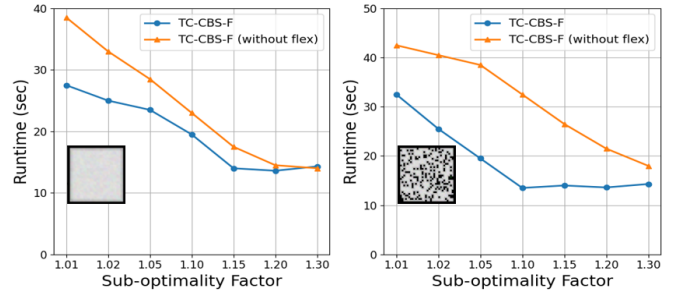 40
30
20
10
0
Runtime (sec)
TC-CBS-F
TC-CBS-F (without flex)
1.01 1.02 1.05 1.10 1.15 1.20 1.30
Sub-optimality Factor
50
40
30
20
10
0
Runtime (sec)
TC-CBS-F
TC-CBS-F (without flex)
1.01 1.02 1.05 1.10 1.15 1.20 1.30
Sub-optimality Factor